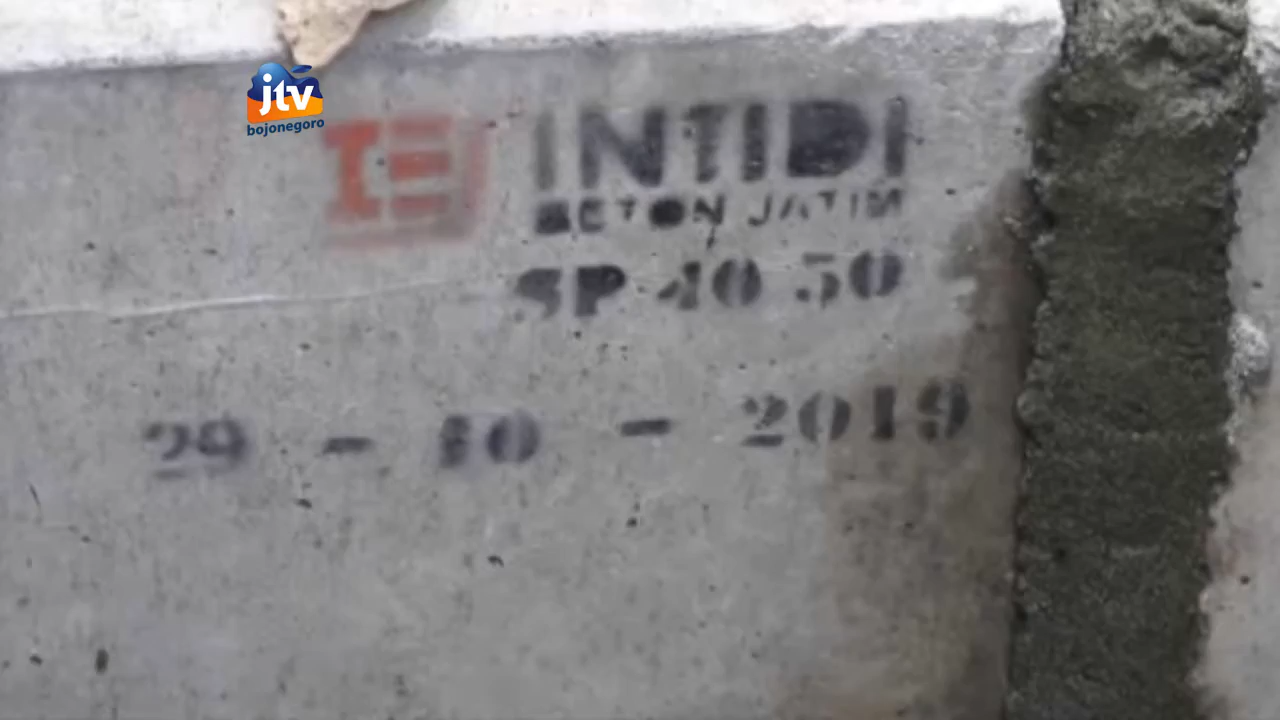 jtv
bojonegoro
INTIDI
BETON JATIM
SP 40 50
29 - 10 - 2019